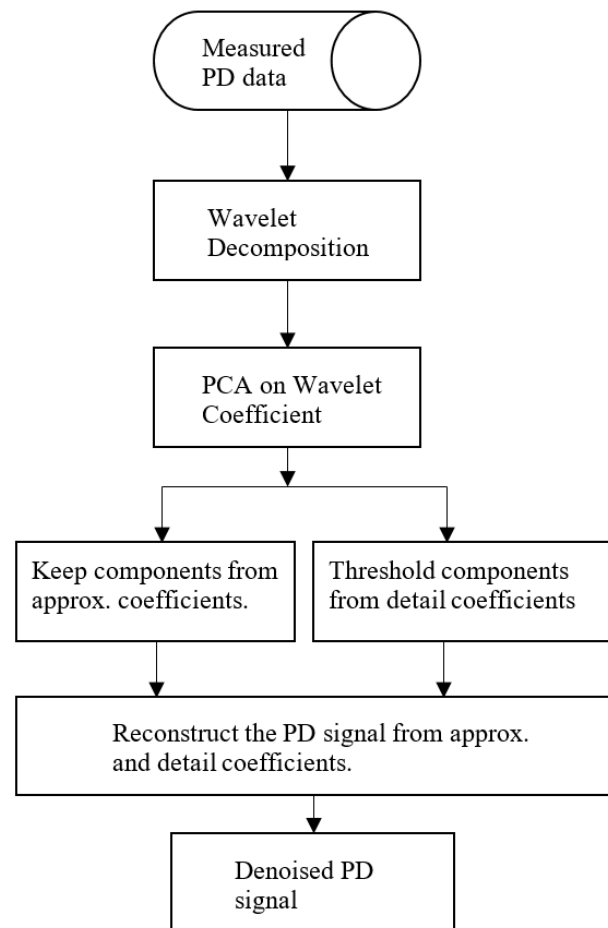 Measured
PD data
Wavelet
Decomposition
PCA on Wavelet
Coefficient
Keep components from
approx. coefficients.
Threshold components
from detail coefficients
Reconstruct the PD signal from approx.
and detail coefficients.
Denoised PD
signal